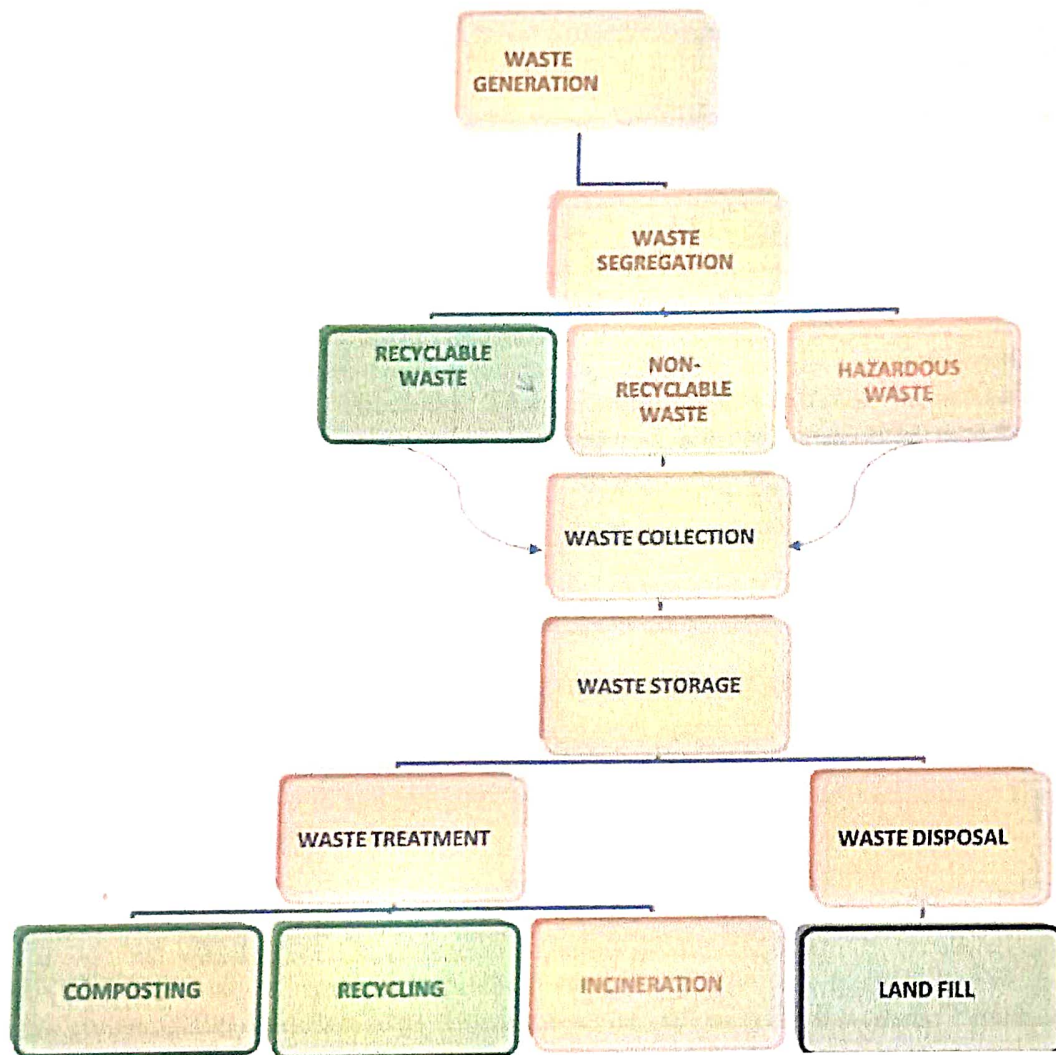 WASTE
GENERATION
WASTE
SEGREGATION
RECYCLABLE
WASTE
NON-
RECYCLABLE
WASTE
HAZARDOUS
WASTE
WASTE COLLECTION
WASTE STORAGE
WASTE TREATMENT
WASTE DISPOSAL
COMPOSTING
RECYCLING
INCINERATION
LAND FILL